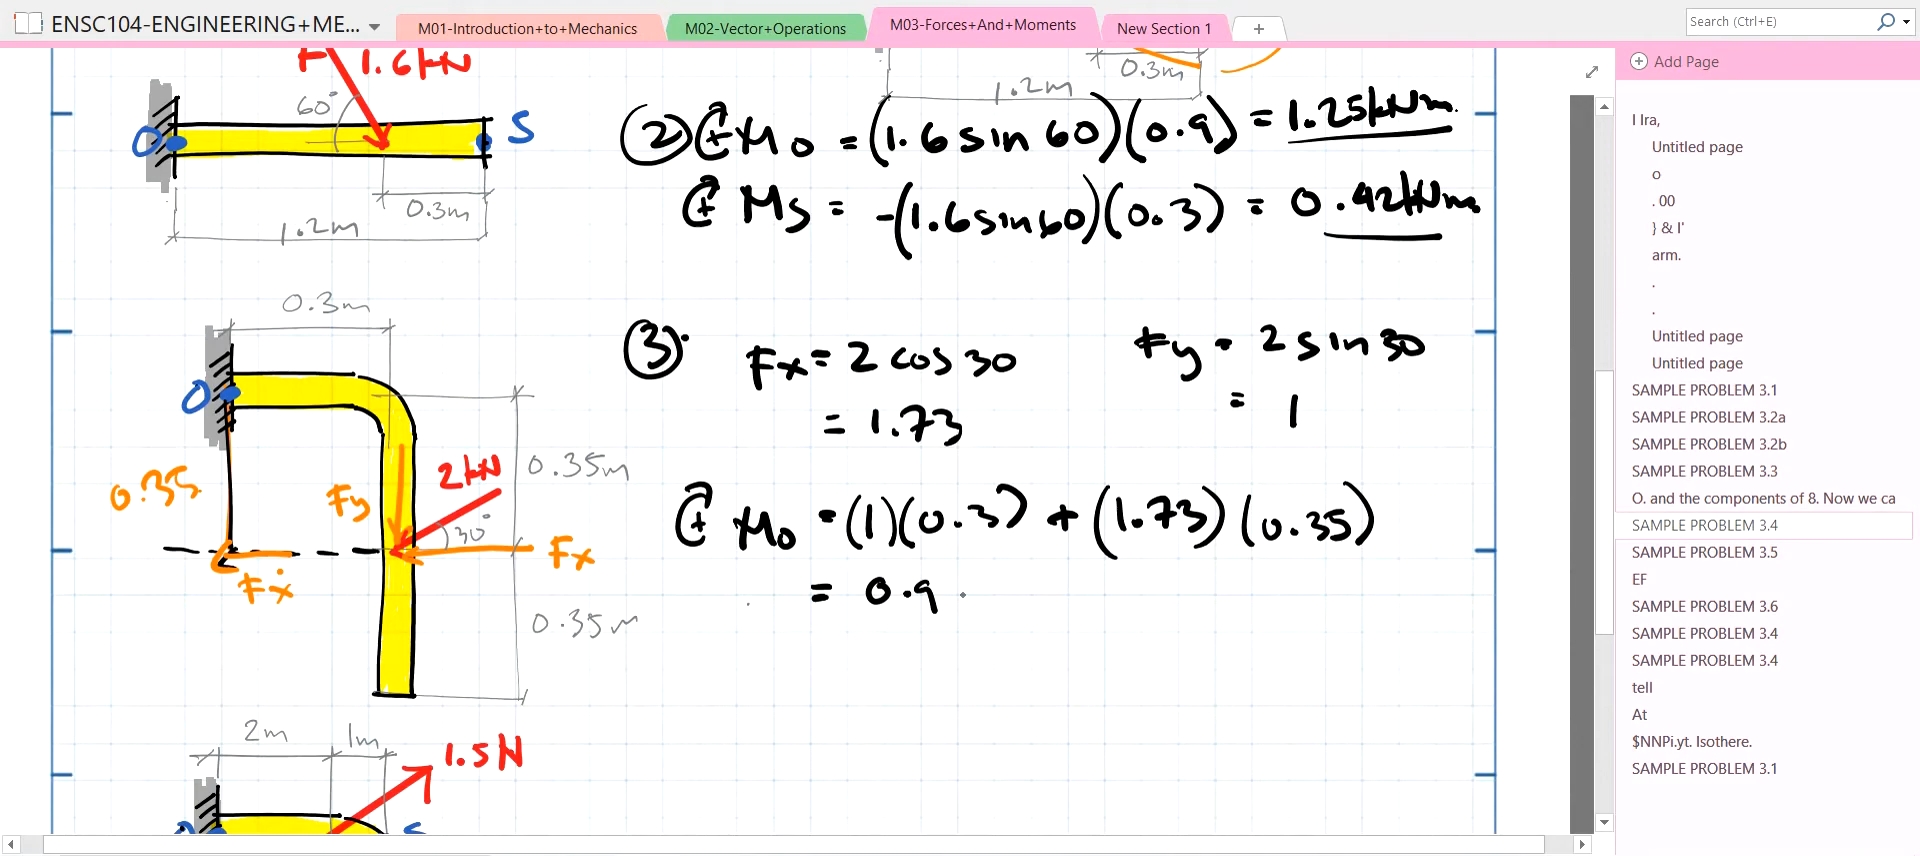 ENSC104-ENGINEERING+ME...
M01-Introduction+to+Mechanics
M02-Vector+Operations
M03-Forces+And+Moments
New Section 1
+
Search (Ctrl+E)
Add Page
F 1.6kN
60°
O
S
0.3m
1.2m
0.3m
1.2m
② + Mo = (1.6 sin 60)(0.9) = 1.25kNm.
+ Ms = -(1.6 sin 60)(0.3) = 0.42kNm
0.3m
O
0.35
Fy
2kN
30°
Fx
Fx
0.35m
0.35m
③. Fx = 2 cos 30
= 1.73
Fy = 2 sin 30
= 1
+ Mo = (1)(0.3) + (1.73)(0.35)
= 0.9
2m
1m
1.5N
I Ira,
Untitled page
o
. 00
} & I'
arm.
.
.
Untitled page
Untitled page
SAMPLE PROBLEM 3.1
SAMPLE PROBLEM 3.2a
SAMPLE PROBLEM 3.2b
SAMPLE PROBLEM 3.3
O. and the components of 8. Now we ca
SAMPLE PROBLEM 3.4
SAMPLE PROBLEM 3.5
EF
SAMPLE PROBLEM 3.6
SAMPLE PROBLEM 3.4
SAMPLE PROBLEM 3.4
tell
At
$NNPi.yt. Isothere.
SAMPLE PROBLEM 3.1